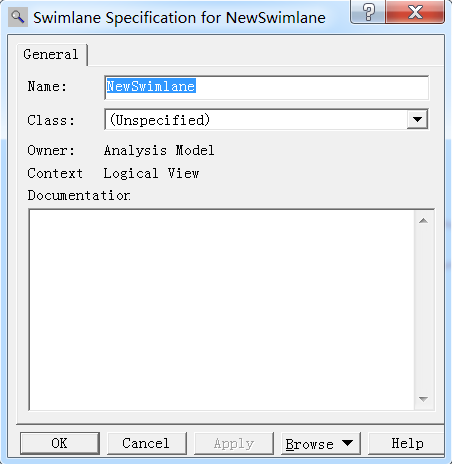 Swimlane Specification for NewSwimlane
General
Name: NewSwimlane
Class: (Unspecified)
Owner: Analysis Model
Context Logical View
Documentation
OK Cancel Apply Browse Help